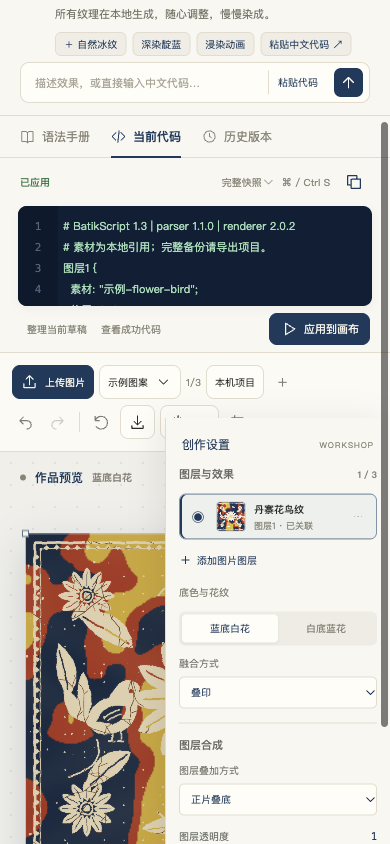 所有纹理在本地生成，随心调整，慢慢染成。
＋ 自然冰纹 深染靛蓝 浸染动画 粘贴中文代码 ↗
描述效果，或直接输入中文代码… 粘贴代码
语法手册 当前代码 历史版本
已应用 完整快照 ⌘ / Ctrl S
1 # BatikScript 1.3 | parser 1.1.0 | renderer 2.0.2
2 # 素材为本地引用；完整备份请导出项目。
3 图层1 {
4 素材: "示例-flower-bird";
整理当前草稿 查看成功代码 应用到画布
上传图片 示例图案 1/3 本机项目 ＋
作品预览 蓝底白花
创作设置 WORKSHOP
图层与效果 1 / 3
丹寨花鸟纹
图层1 · 已关联
＋ 添加图片图层
底色与花纹
蓝底白花 白底蓝花
融合方式
叠印
图层合成
图层叠加方式
正片叠底
图层透明度 1